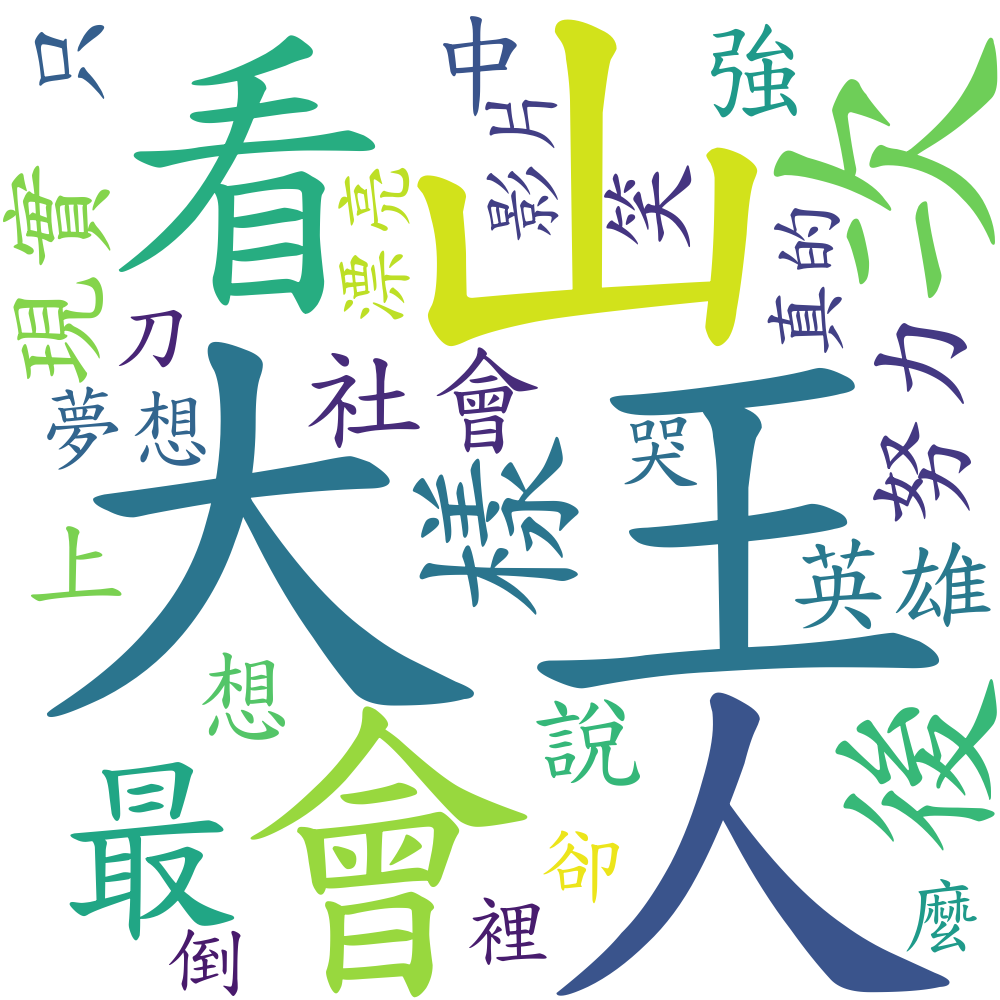 只
看
山
中
強
次
現實
漂亮
影片
笑
真的
刀
社會
努力
夢想
大王
樣
哭
英雄
上
想
說
後
最
會
人
卻
倒
裡
麼